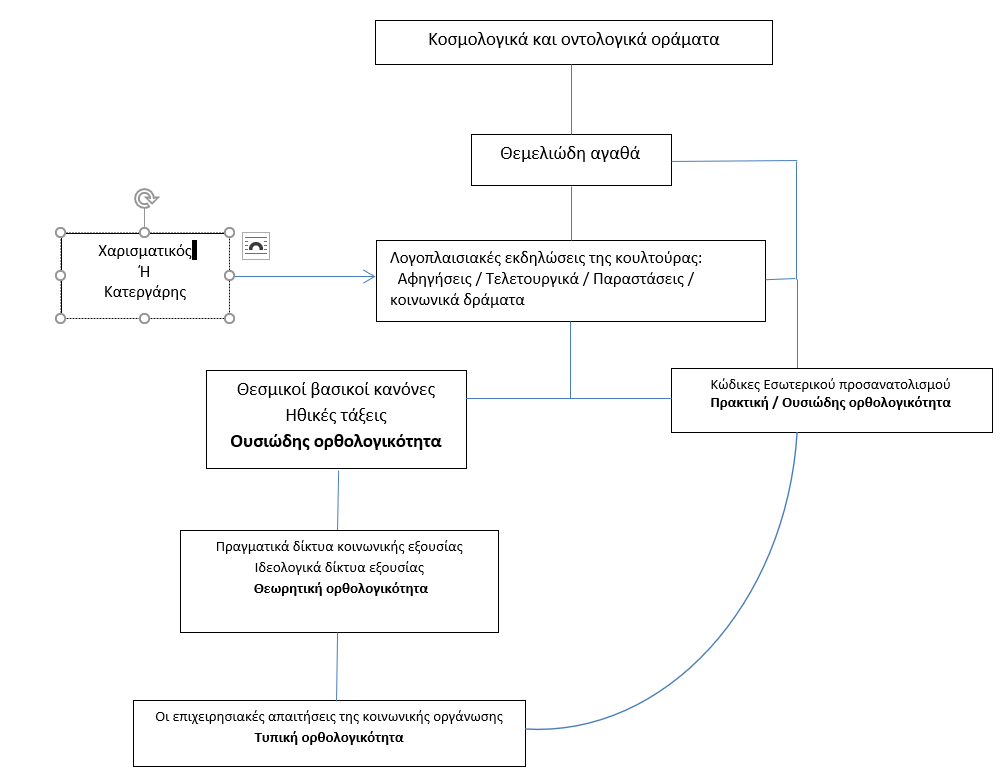 Κοσμολογικά και οντολογικά οράματα
Θεμελιώδη αγαθά
Χαρισματικός
Ή
Κατεργάρης
Λογοπλαισιακές εκδηλώσεις της κουλτούρας:
Αφηγήσεις / Τελετουργικά / Παραστάσεις /
κοινωνικά δράματα
Θεσμικοί βασικοί κανόνες
Ηθικές τάξεις
Ουσιώδης ορθολογικότητα
Κώδικες Εσωτερικού προσανατολισμού
Πρακτική / Ουσιώδης ορθολογικότητα
Πραγματικά δίκτυα κοινωνικής εξουσίας
Ιδεολογικά δίκτυα εξουσίας
Θεωρητική ορθολογικότητα
Οι επιχειρησιακές απαιτήσεις της κοινωνικής οργάνωσης
Τυπική ορθολογικότητα